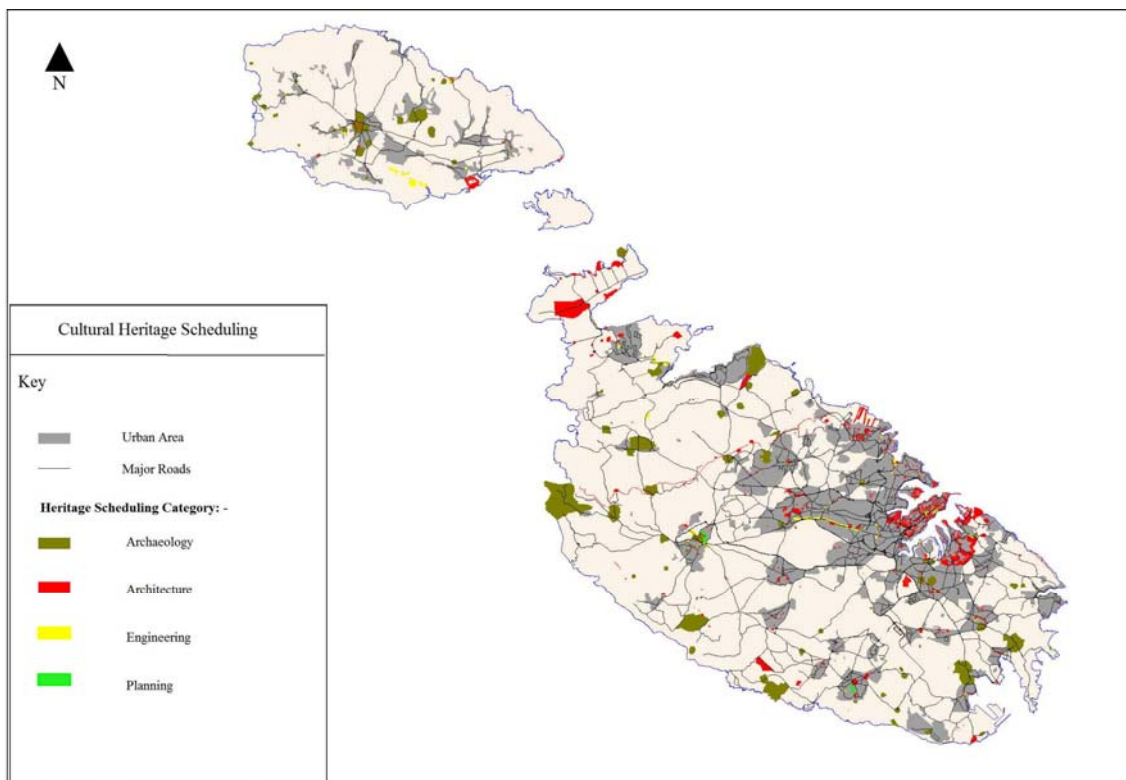 N
Cultural Heritage Scheduling
Key
Urban Area
Major Roads
Heritage Scheduling Category: -
Archaeology
Architecture
Engineering
Planning